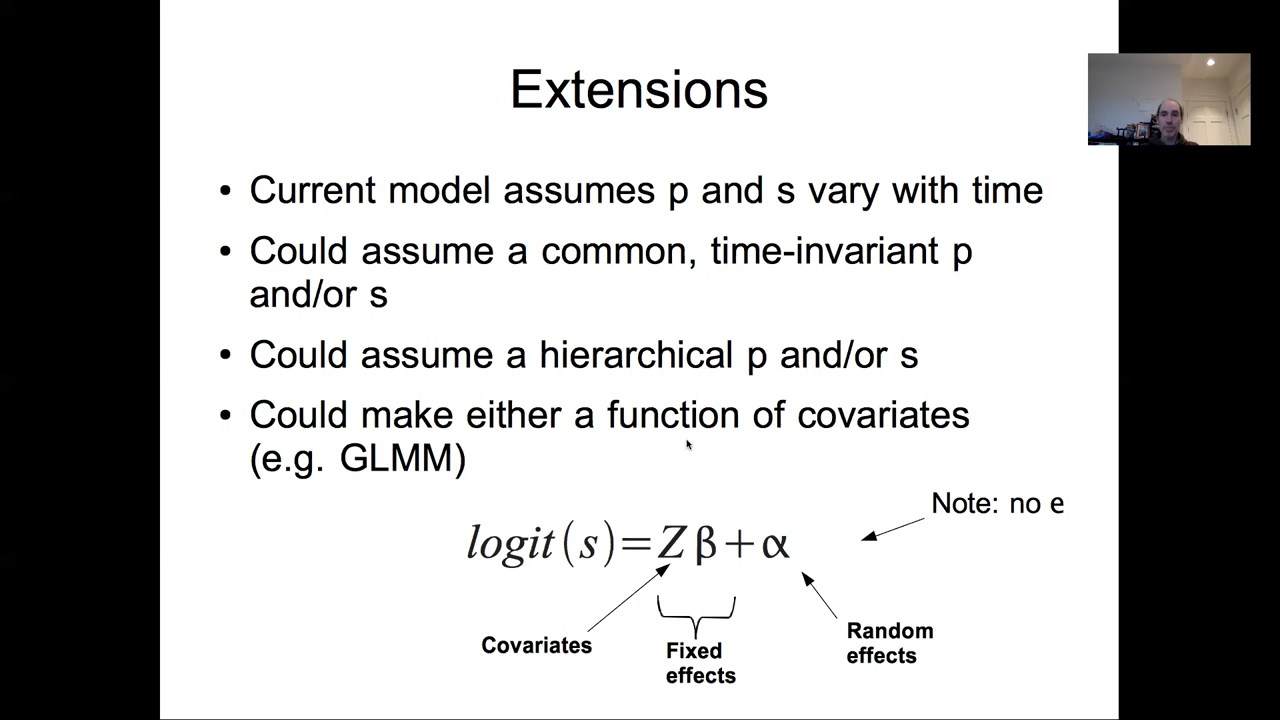 Extensions
• Current model assumes p and s vary with time
• Could assume a common, time-invariant p
and/or s
• Could assume a hierarchical p and/or s
• Could make either a function of covariates
(e.g. GLMM)
Note: no e
logit(s)=Zβ+α
Covariates
Fixed
effects
Random
effects